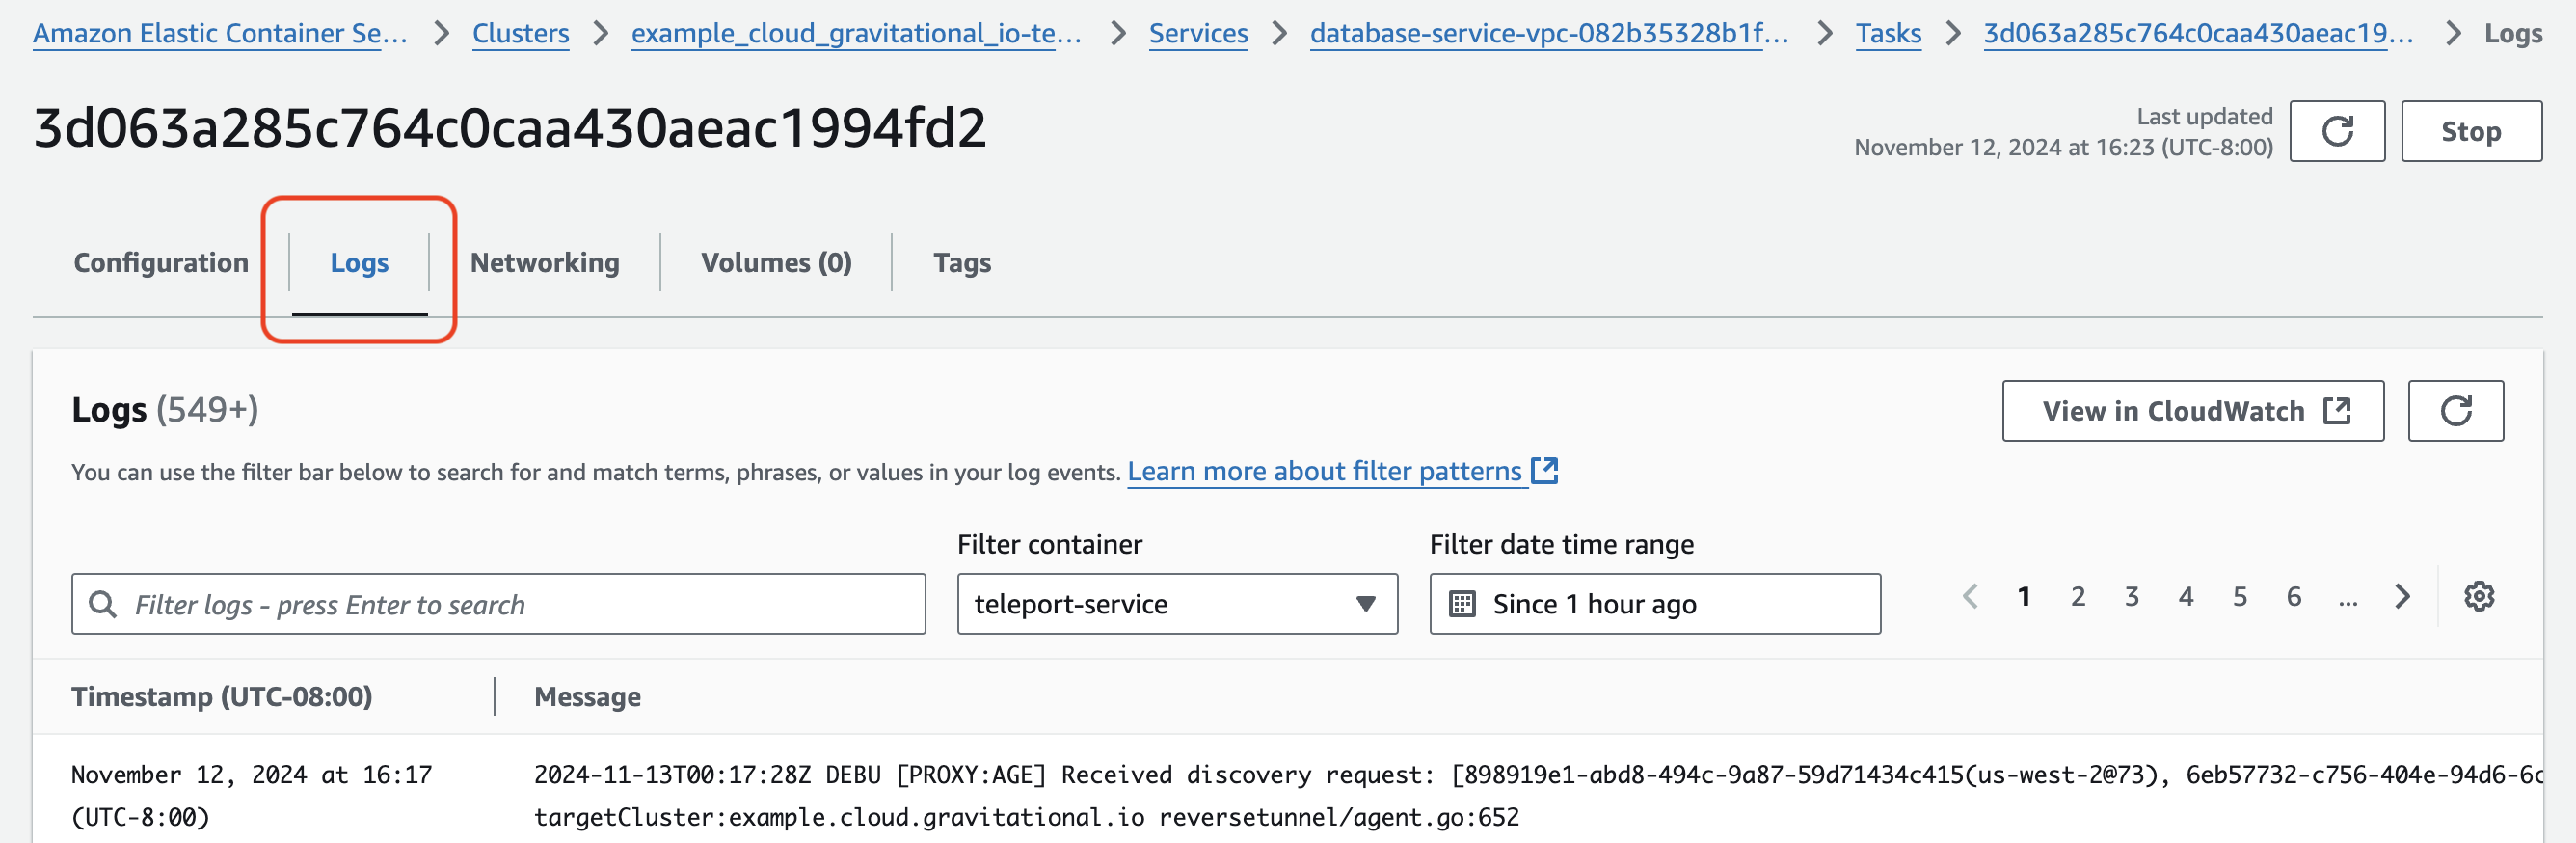 Amazon Elastic Container Se... > Clusters > example_cloud_gravitational_io-te... > Services > database-service-vpc-082b35328b1f... > Tasks > 3d063a285c764c0caa430aeac19... > Logs
3d063a285c764c0caa430aeac1994fd2
Last updated
November 12, 2024 at 16:23 (UTC-8:00)
Stop
Configuration Logs Networking Volumes (0) Tags
Logs (549+)
View in CloudWatch
You can use the filter bar below to search for and match terms, phrases, or values in your log events. Learn more about filter patterns
Filter container
Filter date time range
Filter logs - press Enter to search
teleport-service
Since 1 hour ago
1 2 3 4 5 6 ...
Timestamp (UTC-08:00) Message
November 12, 2024 at 16:17 2024-11-13T00:17:28Z DEBU [PROXY:AGE] Received discovery request: [898919e1-abd8-494c-9a87-59d71434c415(us-west-2@73), 6eb57732-c756-404e-94d6-6c
(UTC-8:00) targetCluster:example.cloud.gravitational.io reversetunnel/agent.go:652